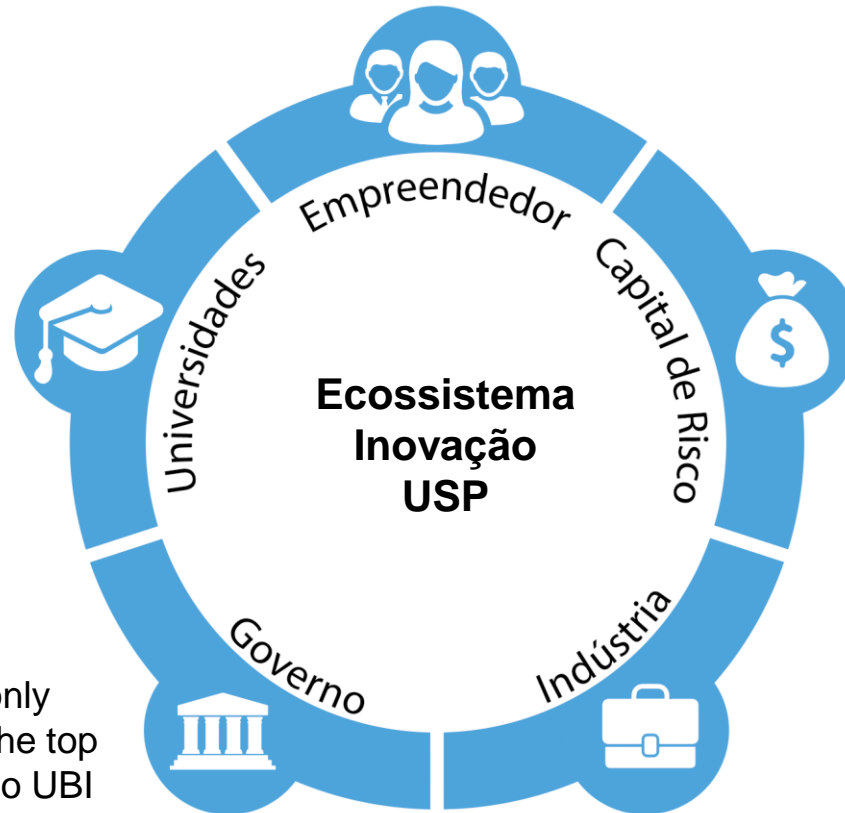 Empreendedor
Universidades
Capital de Risco
Ecossistema
Inovação
USP
Governo
Indústria
$
only
he top
o UBI